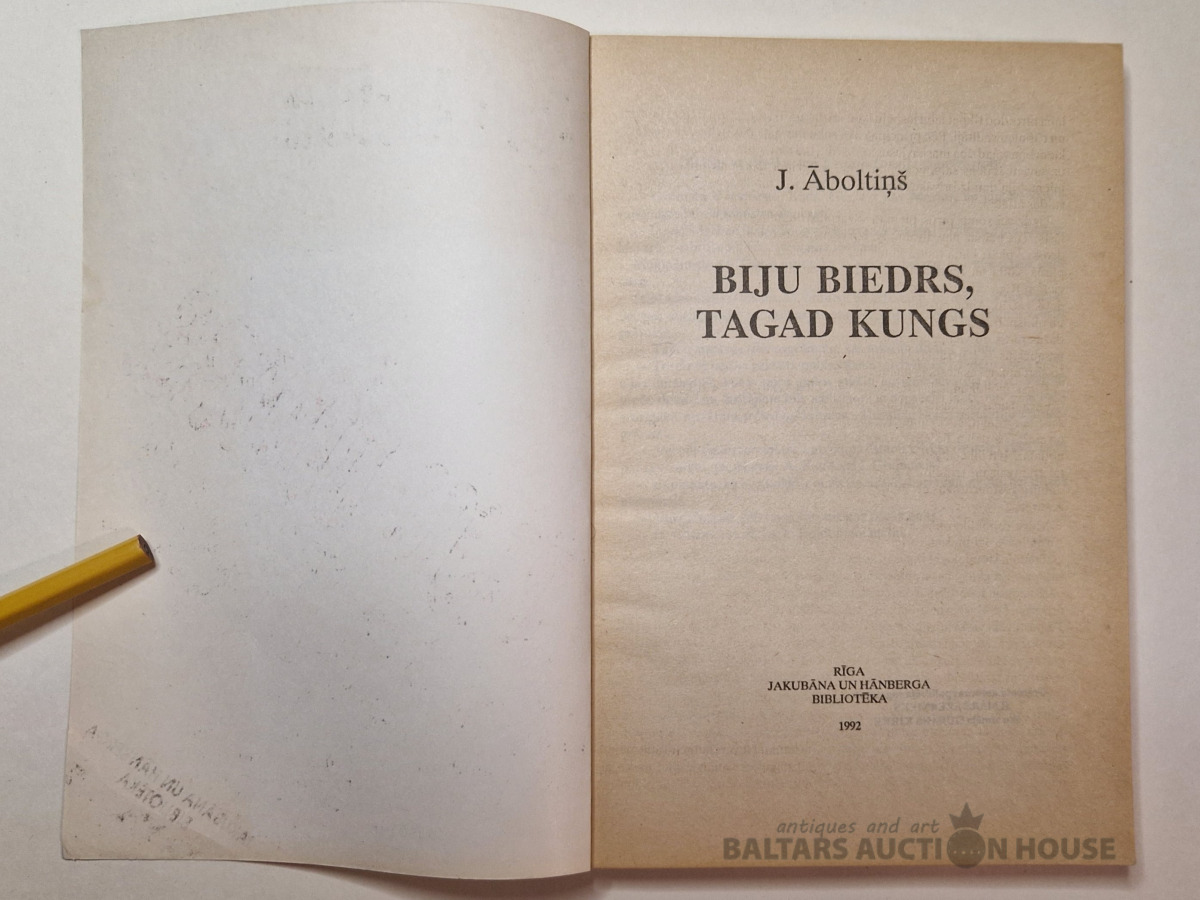 J. Āboltiņš
BIJU BIEDRS,
TAGAD KUNGS
RĪGA
JAKUBĀNA UN HĀNBERGA
BIBLIOTĒKA
1992
antiques and art
BALTARS AUCTION HOUSE